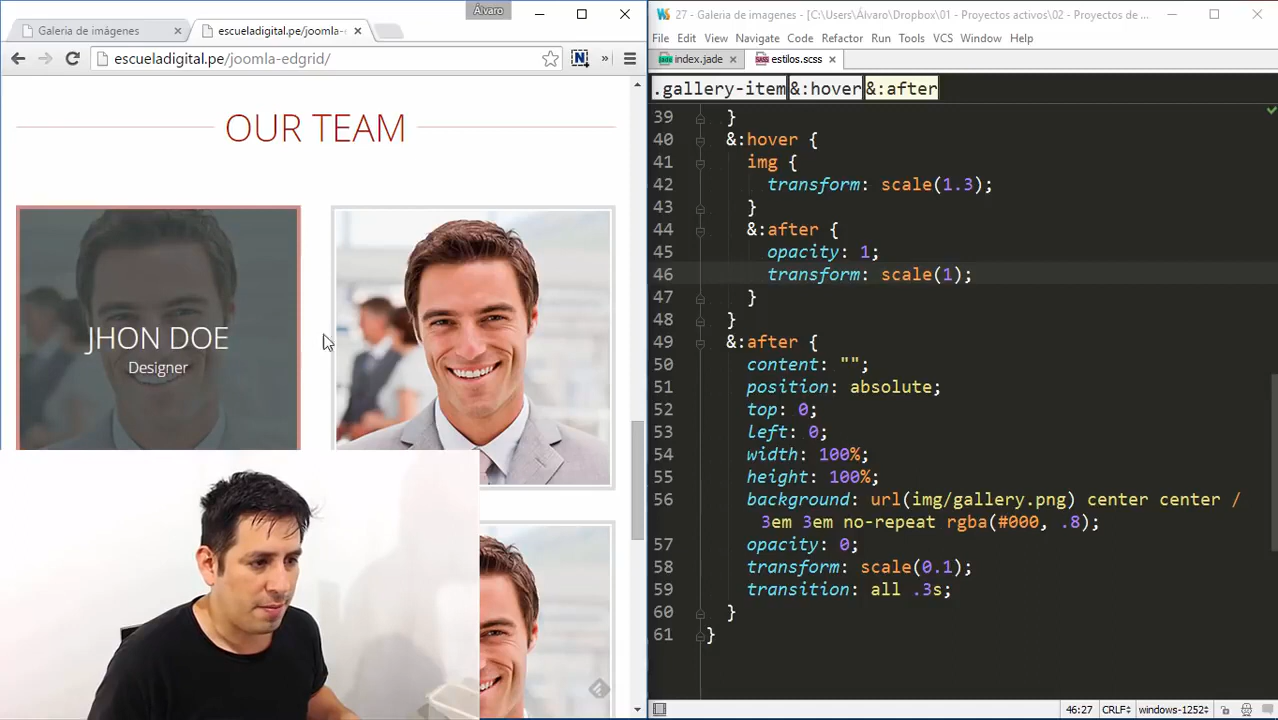 Álvaro
Galería de imágenes
escueladigital.pe/joomla-
escueladigital.pe/joomla-edgrid/
OUR TEAM
JHON DOE
Designer
27 - Galeria de imagenes - [C:\Users\Álvaro\Dropbox\01 - Proyectos activos\02 - Proyectos de ...
File Edit View Navigate Code Refactor Run Tools VCS Window Help
index.jade
estilos.scss
.gallery-item &:hover &:after
39 }
40 &:hover {
41 img {
42 transform: scale(1.3);
43 }
44 &:after {
45 opacity: 1;
46 transform: scale(1);
47 }
48 }
49 &:after {
50 content: "";
51 position: absolute;
52 top: 0;
53 left: 0;
54 width: 100%;
55 height: 100%;
56 background: url(img/gallery.png) center center /
3em 3em no-repeat rgba(#000, .8);
57 opacity: 0;
58 transform: scale(0.1);
59 transition: all .3s;
60 }
61 }
46:27 CRLF÷ windows-1252÷